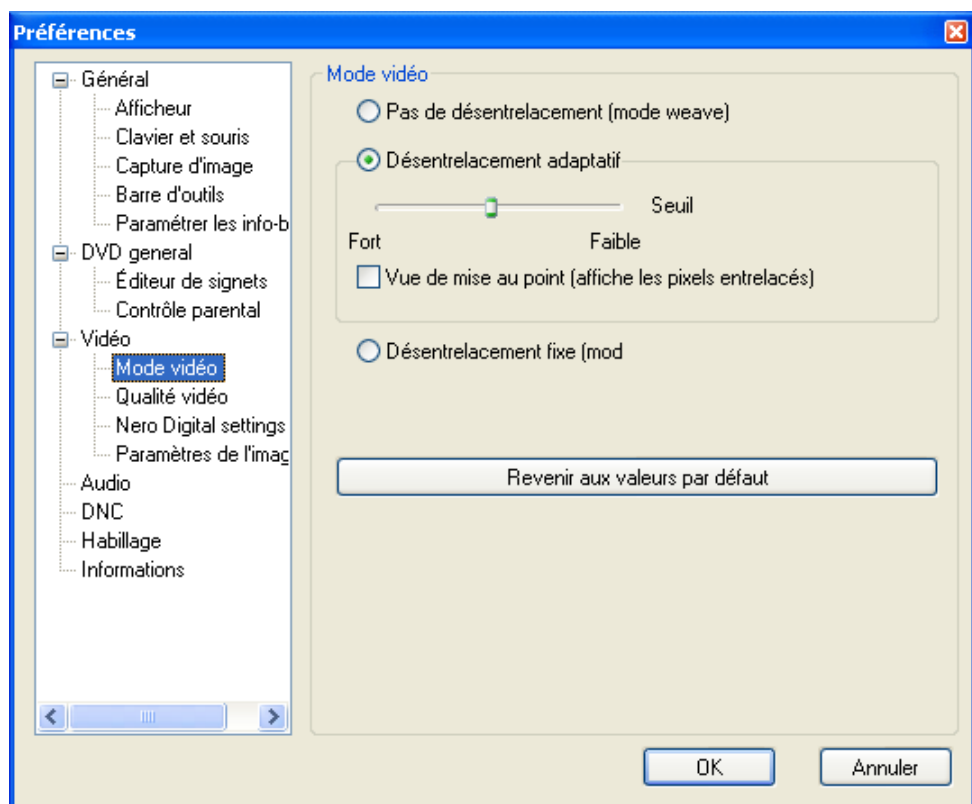 Préférences
Général
Afficheur
Clavier et souris
Capture d'image
Barre d'outils
Paramétrer les info-b
DVD general
Éditeur de signets
Contrôle parental
Vidéo
Mode vidéo
Qualité vidéo
Nero Digital settings
Paramètres de l'imag
Audio
DNC
Habillage
Informations
Mode vidéo
Pas de désentrelacement (mode weave)
Désentrelacement adaptatif
Seuil
Fort Faible
Vue de mise au point (affiche les pixels entrelacés)
Désentrelacement fixe (mod
Revenir aux valeurs par défaut
OK Annuler